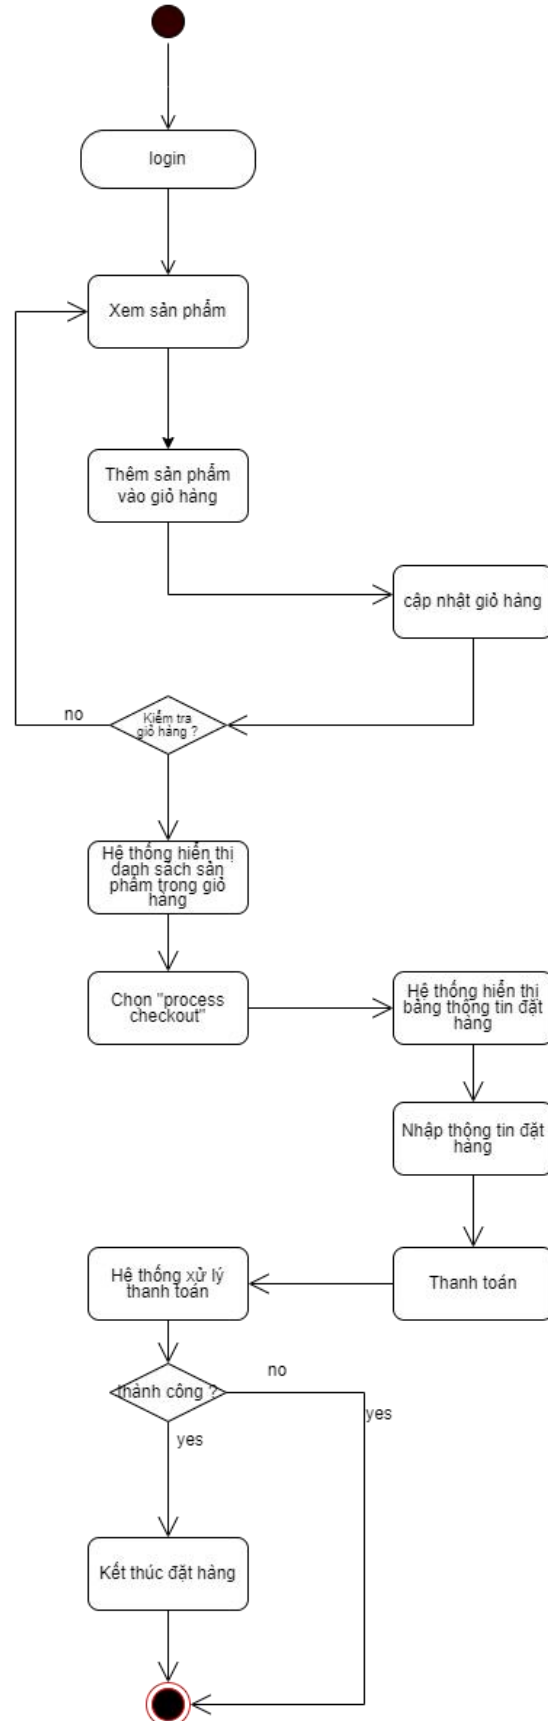 login
Xem sản phẩm
Thêm sản phẩm
vào giỏ hàng
cập nhật giỏ hàng
no
Kiểm tra
giỏ hàng ?
Hệ thống hiển thị
danh sách sản
phẩm trong giỏ
hàng
Chọn "process
checkout"
Hệ thống hiển thị
bảng thông tin đặt
hàng
Nhập thông tin đặt
hàng
Hệ thống xử lý
thanh toán
Thanh toán
no
thành công ?
yes
yes
Kết thúc đặt hàng